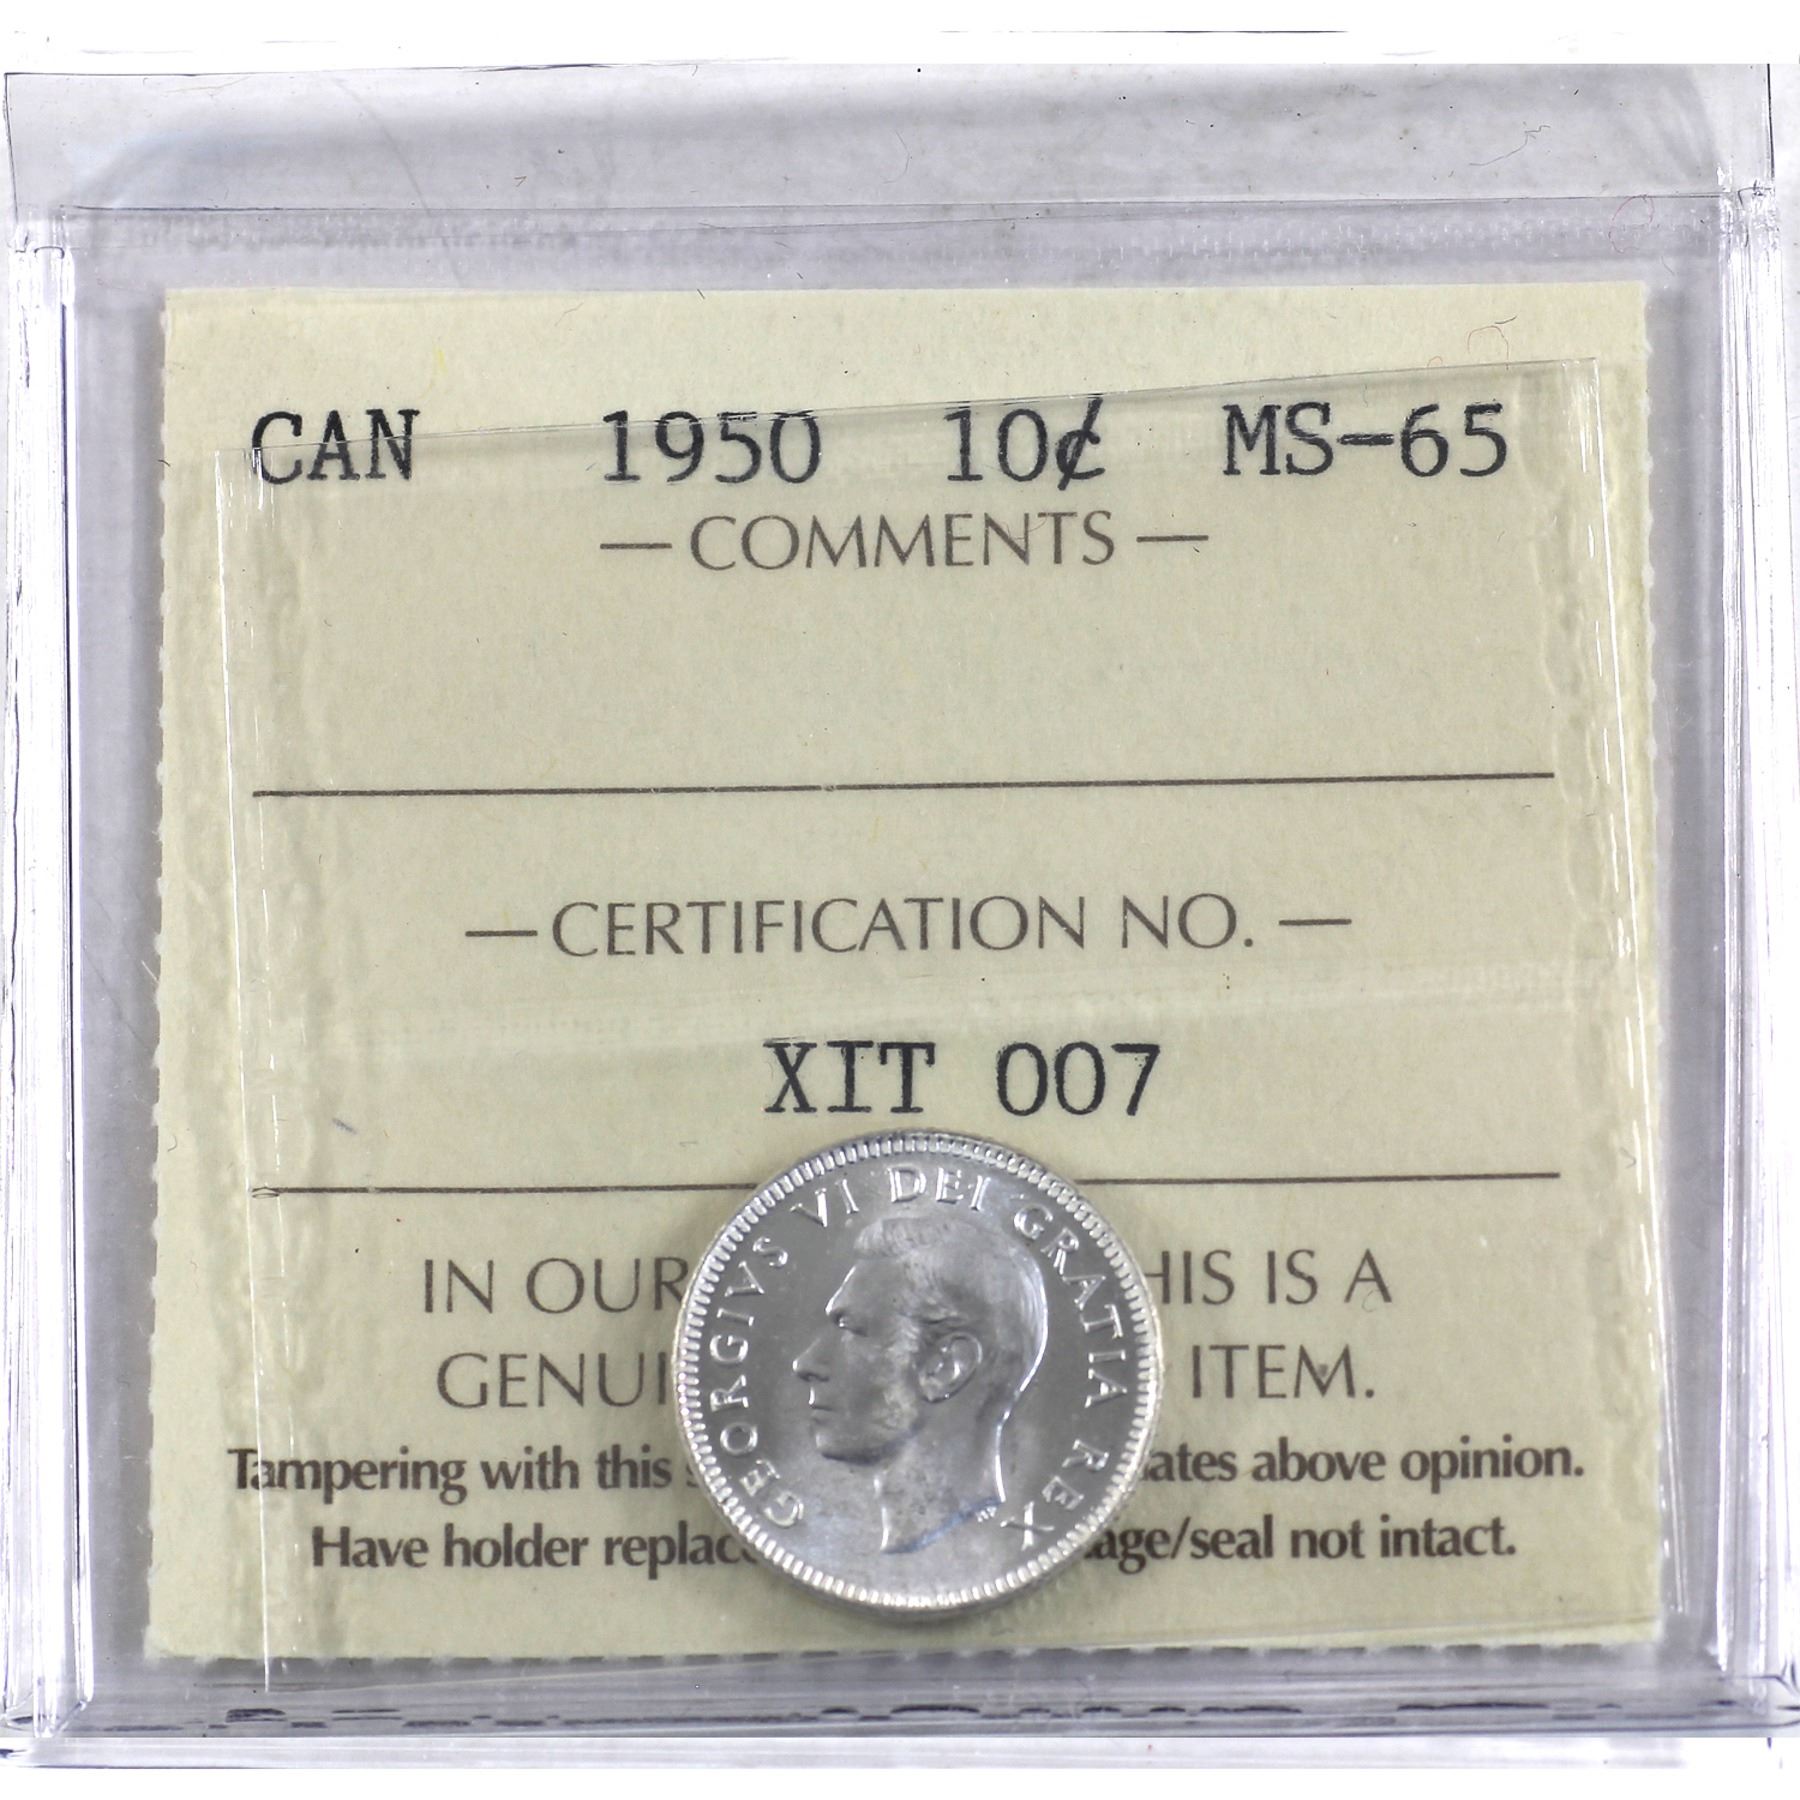 CAN 1950 10¢ MS-65
— COMMENTS —
— CERTIFICATION NO. —
XIT 007
IN OUR HIS IS A
GENUI ITEM.
Tampering with this s ates above opinion.
Have holder replac age/seal not intact.
GEORGIVS VI DEI GRATIA REX